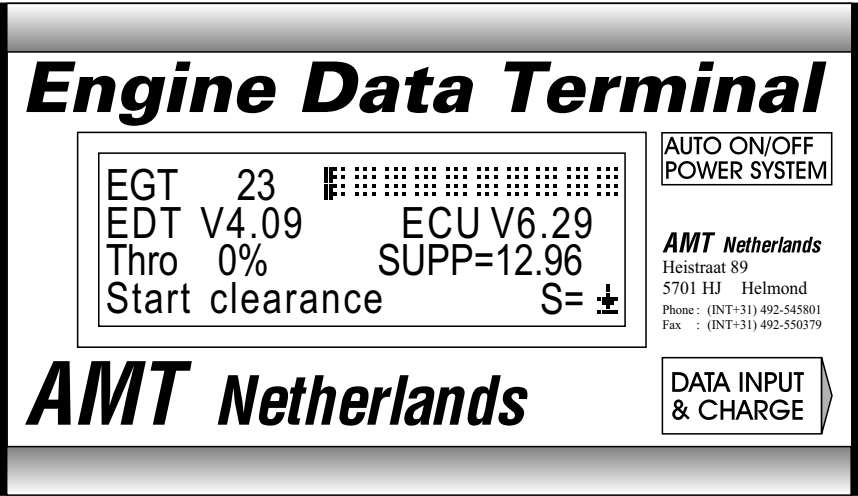 Engine Data Terminal
EGT 23
EDT V4.09 ECU V6.29
Thro 0% SUPP=12.96
Start clearance S=
AUTO ON/OFF
POWER SYSTEM
AMT Netherlands
Heistraat 89
5701 HJ Helmond
Phone : (INT+31) 492-545801
Fax : (INT+31) 492-550379
AMT Netherlands
DATA INPUT
& CHARGE